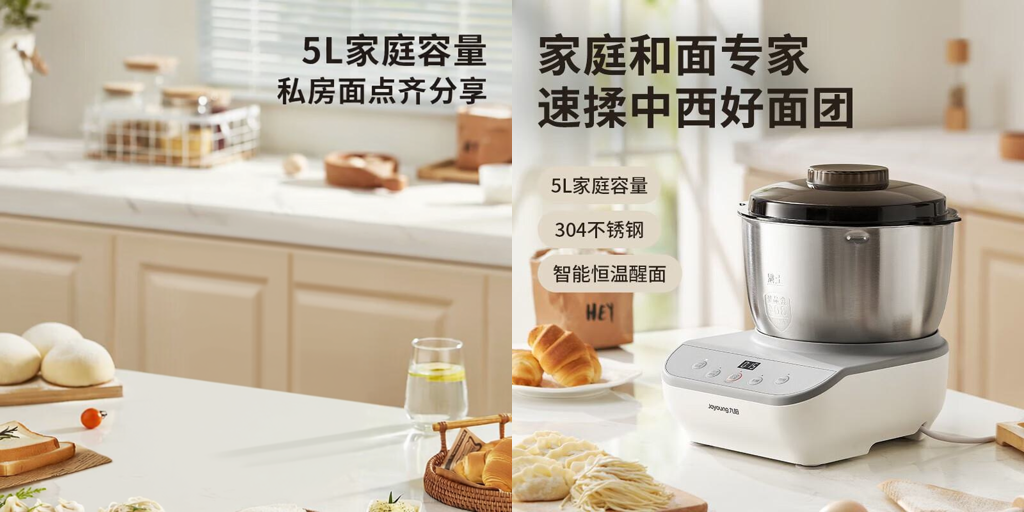 5L家庭容量
私房面点齐分享
家庭和面专家
速揉中西好面团
5L家庭容量
304不锈钢
智能恒温醒面
HEY
Joyoung九阳